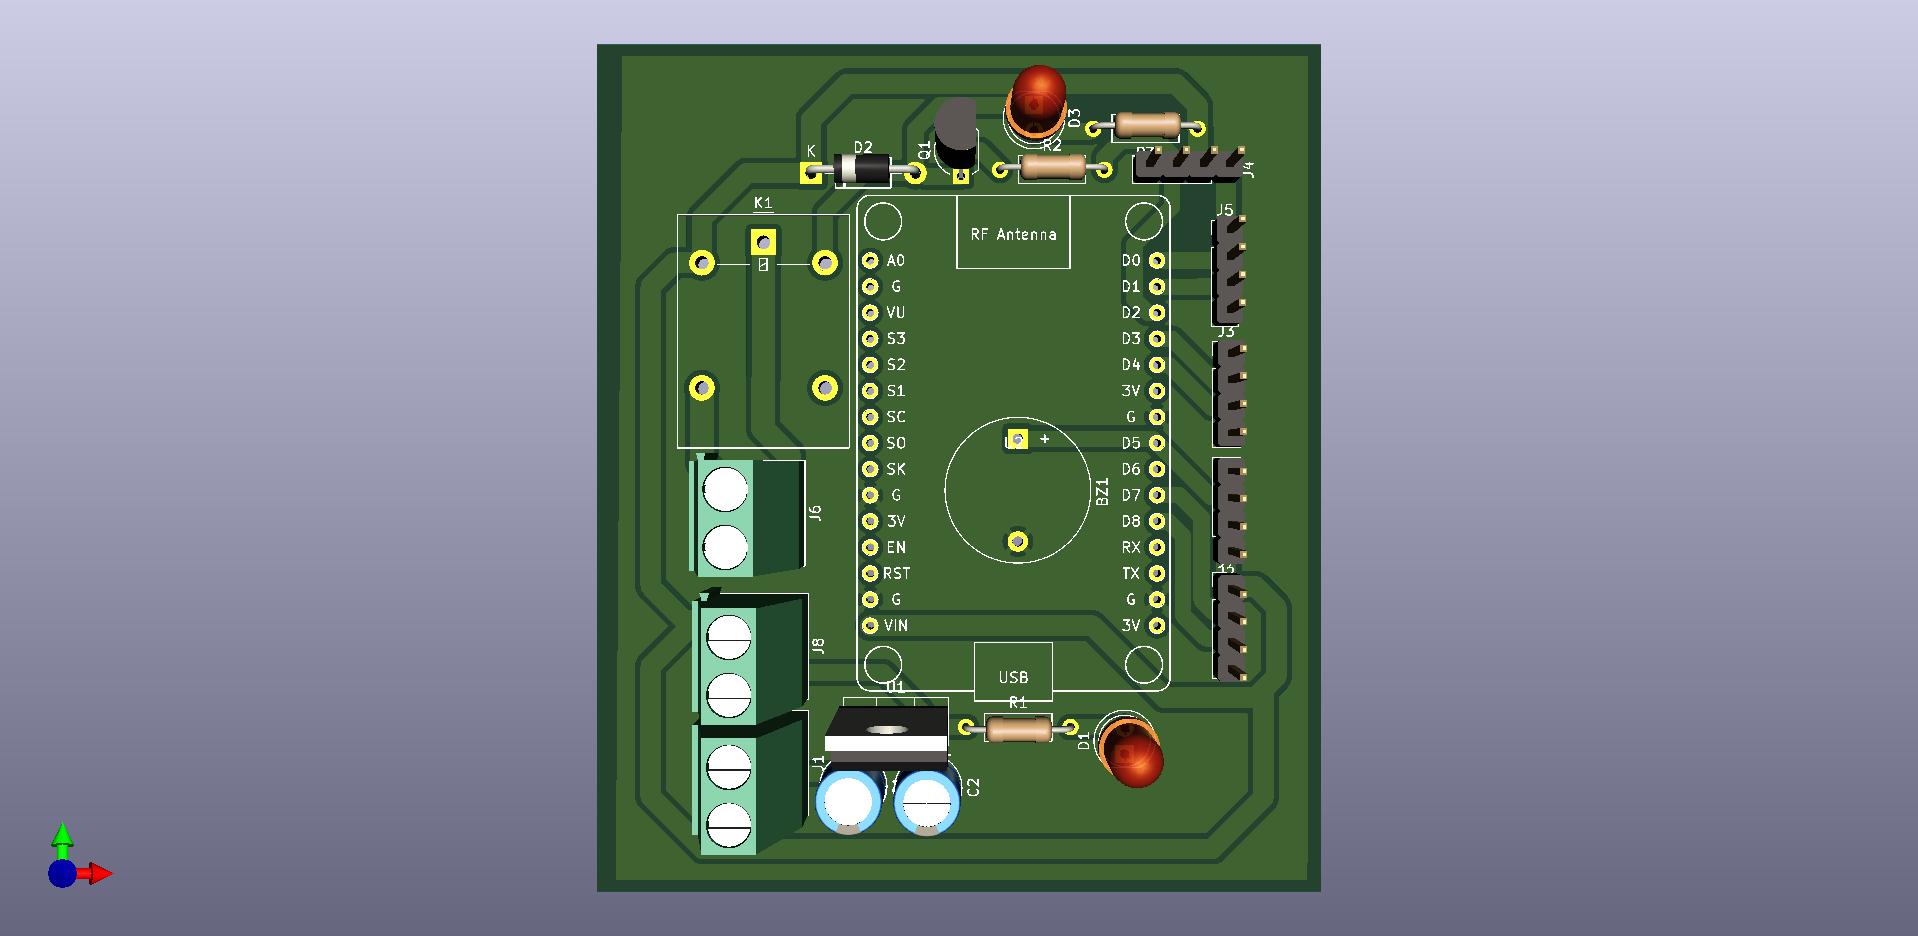 D3
D2
K
Q1
R2
J4
K1
J5
RF Antenna
A0
G
VU
S3
S2
S1
SC
SO
SK
G
3V
EN
RST
G
VIN
D0
D1
D2
D3
D4
3V
G
D5
D6
D7
D8
RX
TX
G
3V
J3
+
BZ1
J6
J8
USB
U1
R1
D1
J1
C2